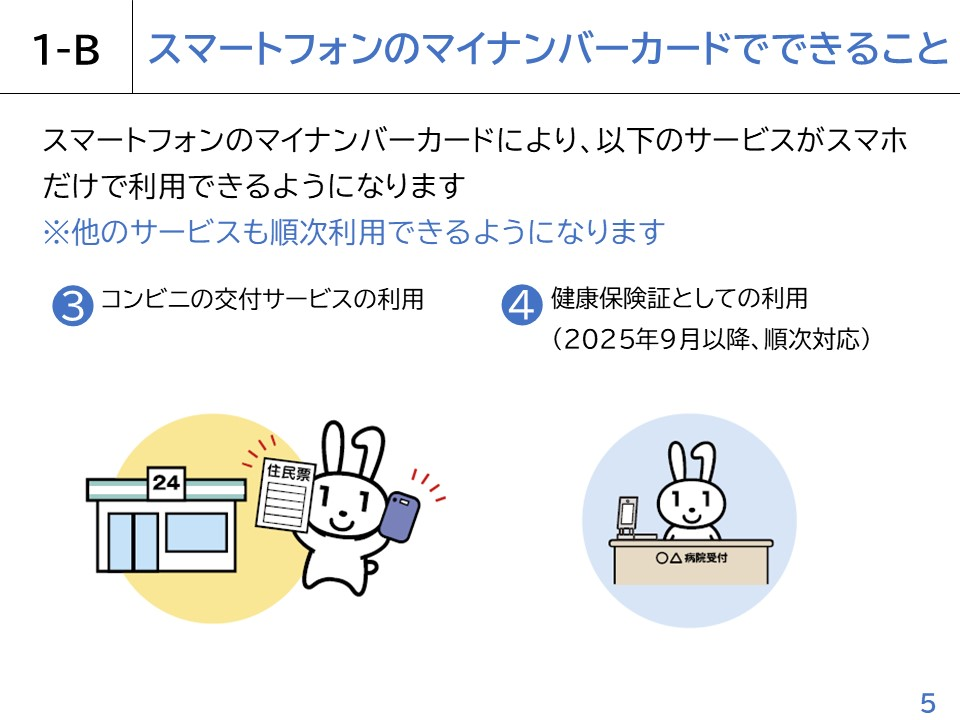 1-B
スマートフォンのマイナンバーカードでできること
スマートフォンのマイナンバーカードにより、以下のサービスがスマホ
だけで利用できるようになります
※他のサービスも順次利用できるようになります
3 コンビニの交付サービスの利用
4 健康保険証としての利用
（2025年9月以降、順次対応）
24
住民票
○△病院受付
5